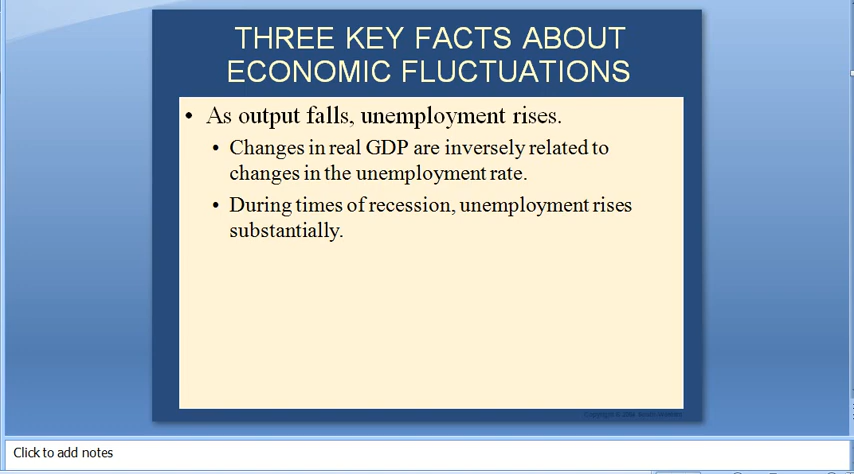 THREE KEY FACTS ABOUT
ECONOMIC FLUCTUATIONS
• As output falls, unemployment rises.
• Changes in real GDP are inversely related to
changes in the unemployment rate.
• During times of recession, unemployment rises
substantially.
Click to add notes